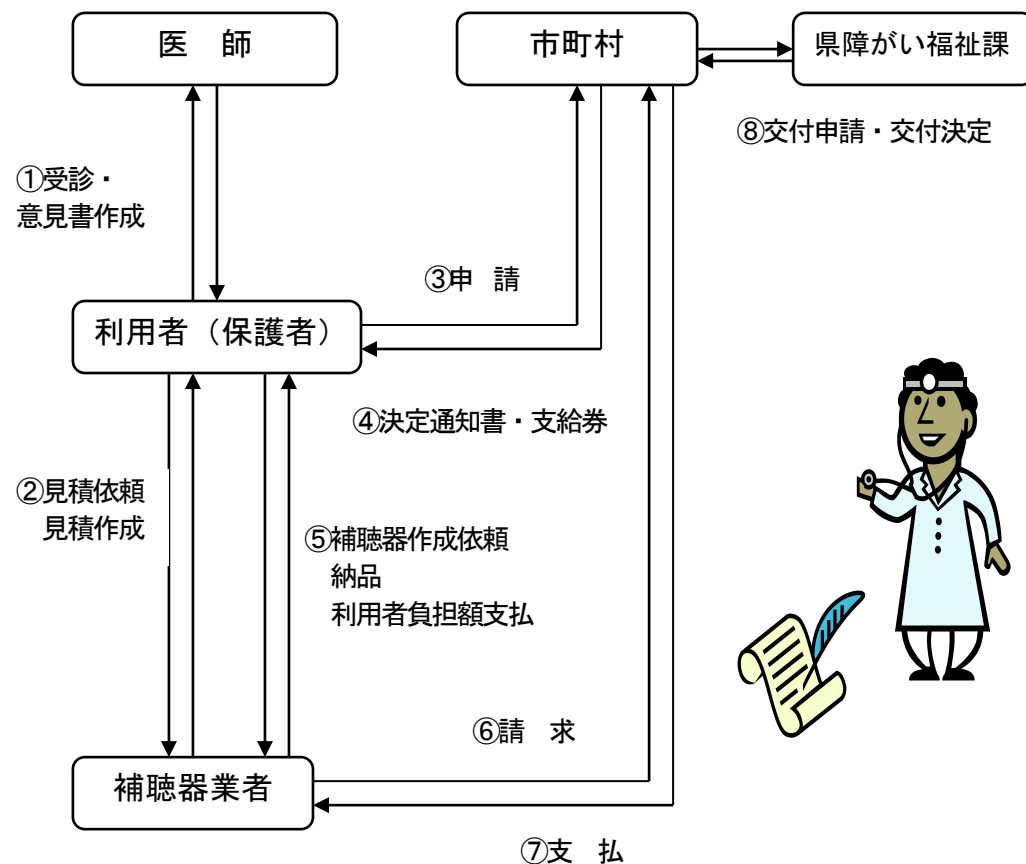 医　師
市町村
県障がい福祉課
⑧交付申請・交付決定
①受診・
意見書作成
③申　請
利用者（保護者）
④決定通知書・支給券
②見積依頼
見積作成
⑤補聴器作成依頼
納品
利用者負担額支払
⑥請　求
補聴器業者
⑦支　払